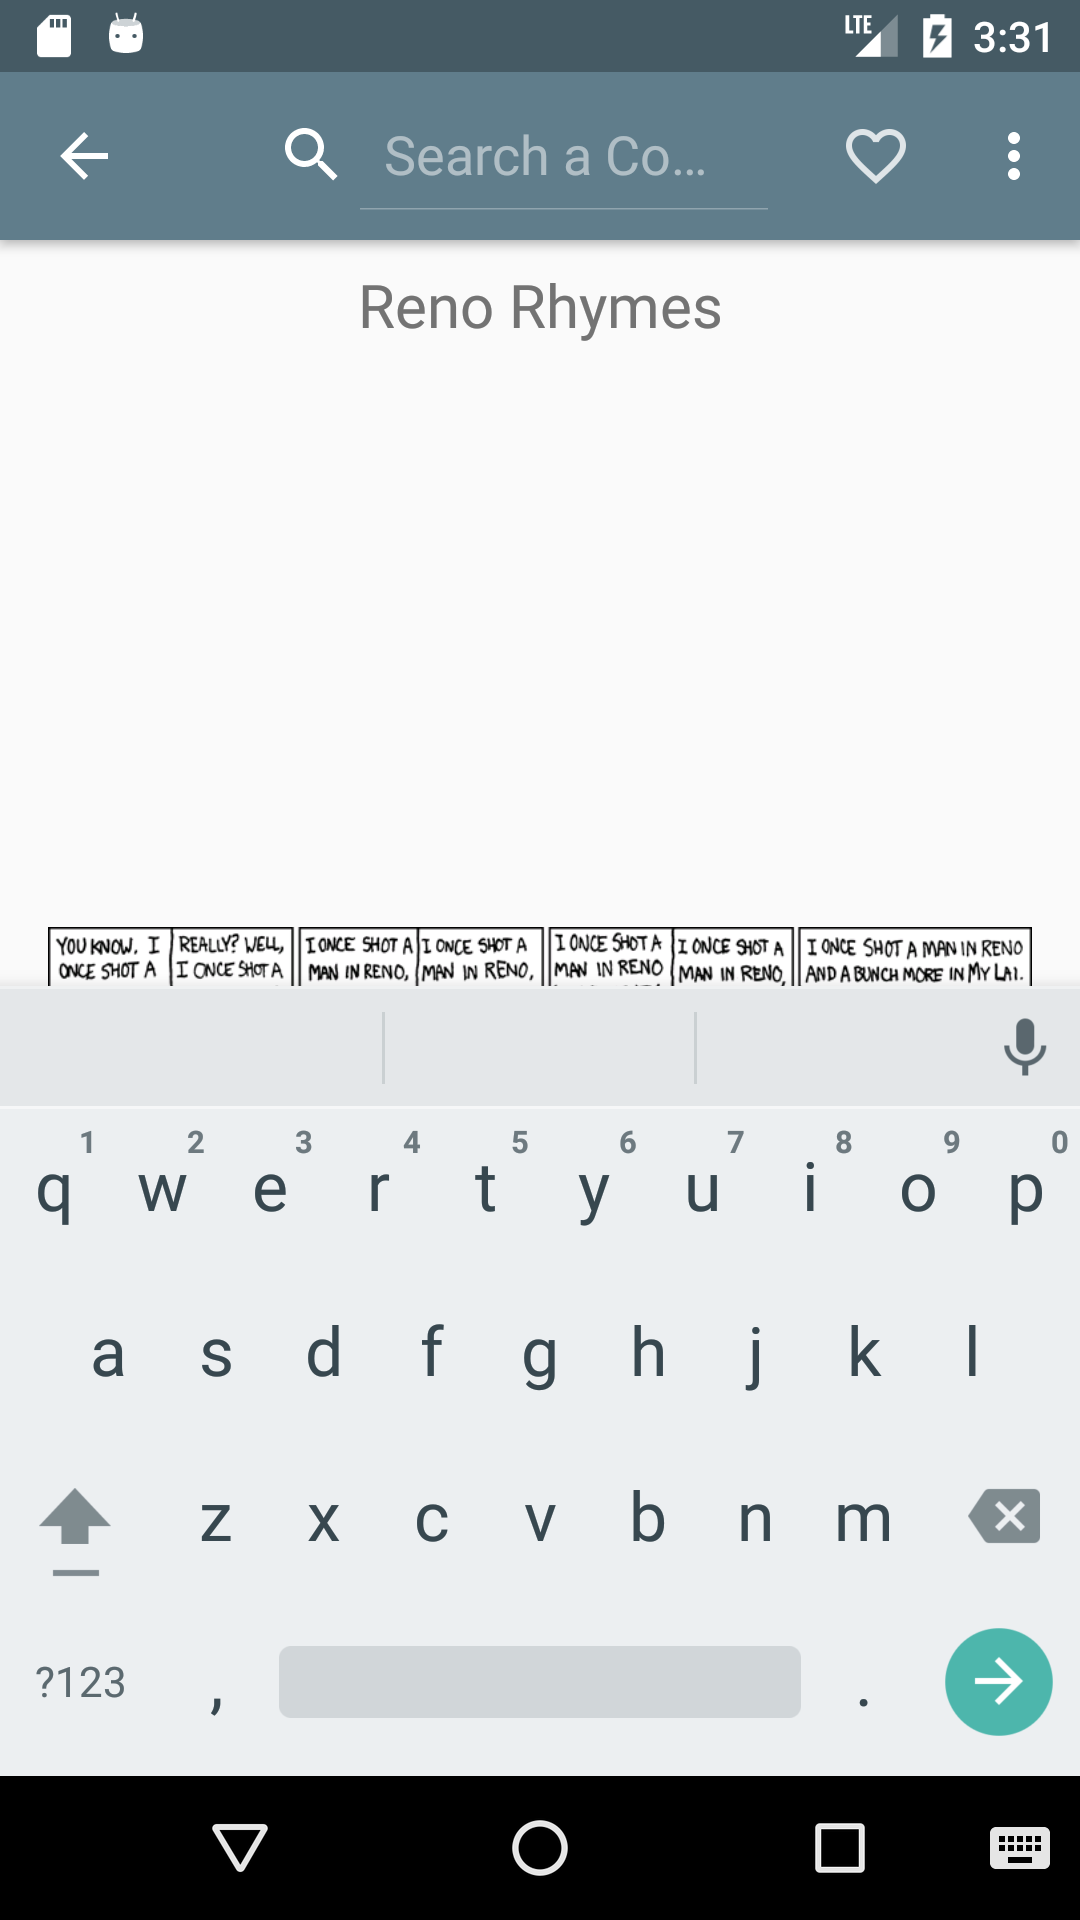 LTE 3:31
Search a Co...
Reno Rhymes
YOU KNOW, I ONCE SHOT A
REALLY? WELL, I ONCE SHOT A
I ONCE SHOT A MAN IN RENO,
I ONCE SHOT A MAN IN RENO,
I ONCE SHOT A MAN IN RENO
I ONCE SHOT A MAN IN RENO,
I ONCE SHOT A MAN IN RENO AND A BUNCH MORE IN MY LAI.
1 2 3 4 5 6 7 8 9 0
q w e r t y u i o p
a s d f g h j k l
z x c v b n m
?123 , .